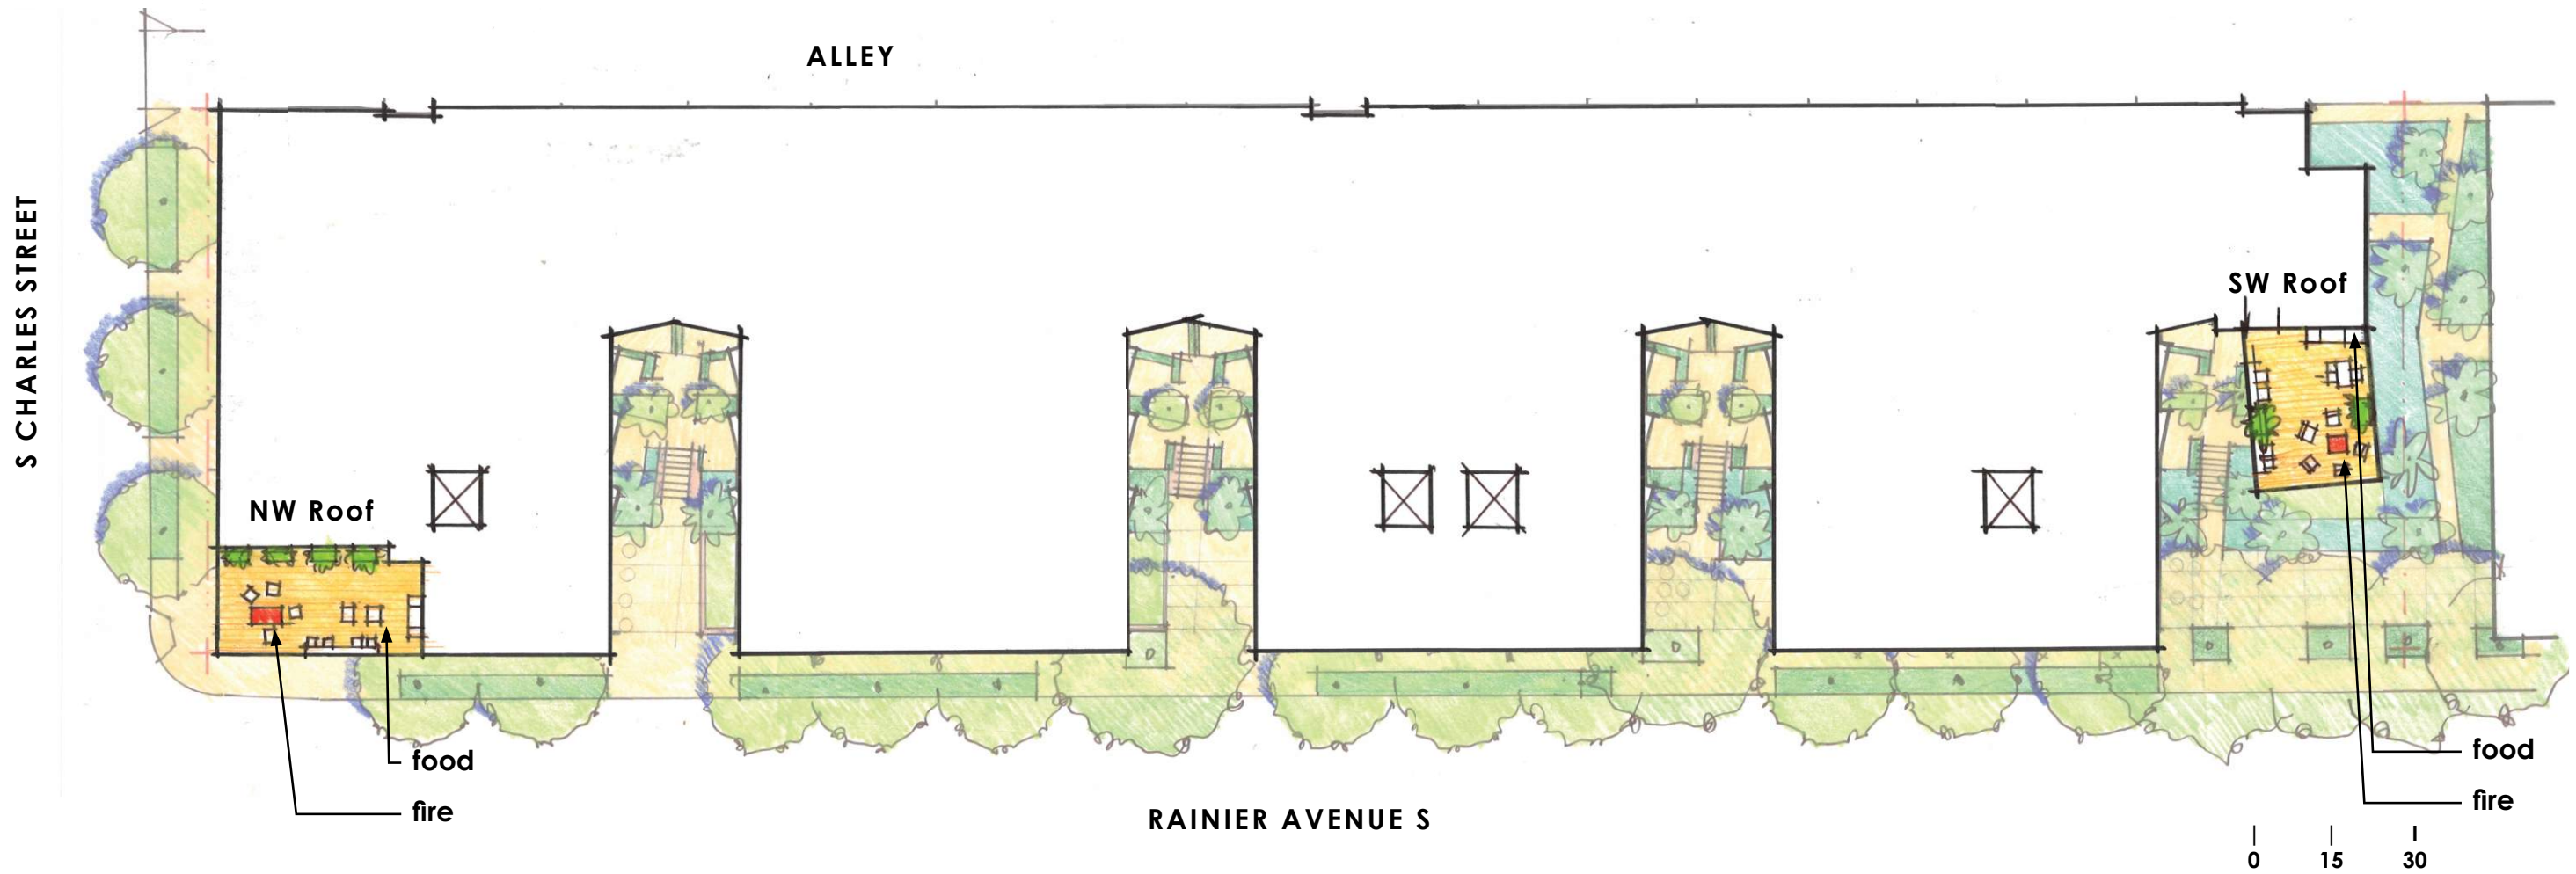 ALLEY
S CHARLES STREET
SW Roof
NW Roof
food
fire
food
fire
RAINIER AVENUE S
0 15 30